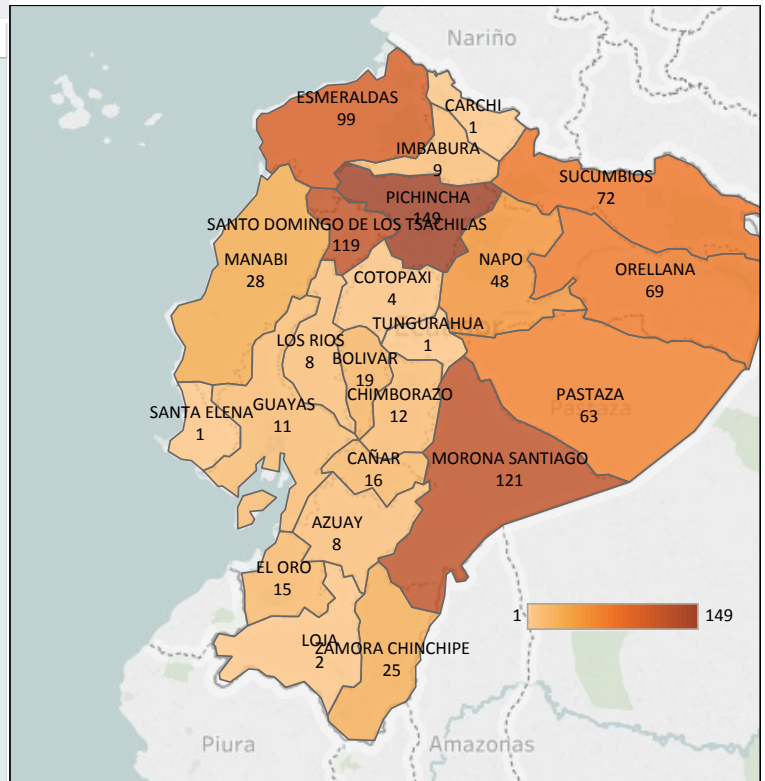 Nariño
ESMERALDAS
99
CARCHI
1
IMBABURA
9
SUCUMBIOS
72
PICHINCHA
149
SANTO DOMINGO DE LOS TSACHILAS
119
MANABI
28
NAPO
48
ORELLANA
69
COTOPAXI
4
TUNGURAHUA
1
Ecuador
LOS RIOS
8
BOLIVAR
19
CHIMBORAZO
12
PASTAZA
Pastaza
63
SANTA ELENA
1
GUAYAS
11
CAÑAR
16
MORONA SANTIAGO
121
AZUAY
8
EL ORO
15
1
149
LOJA
2
ZAMORA CHINCHIPE
25
Piura
Amazonas